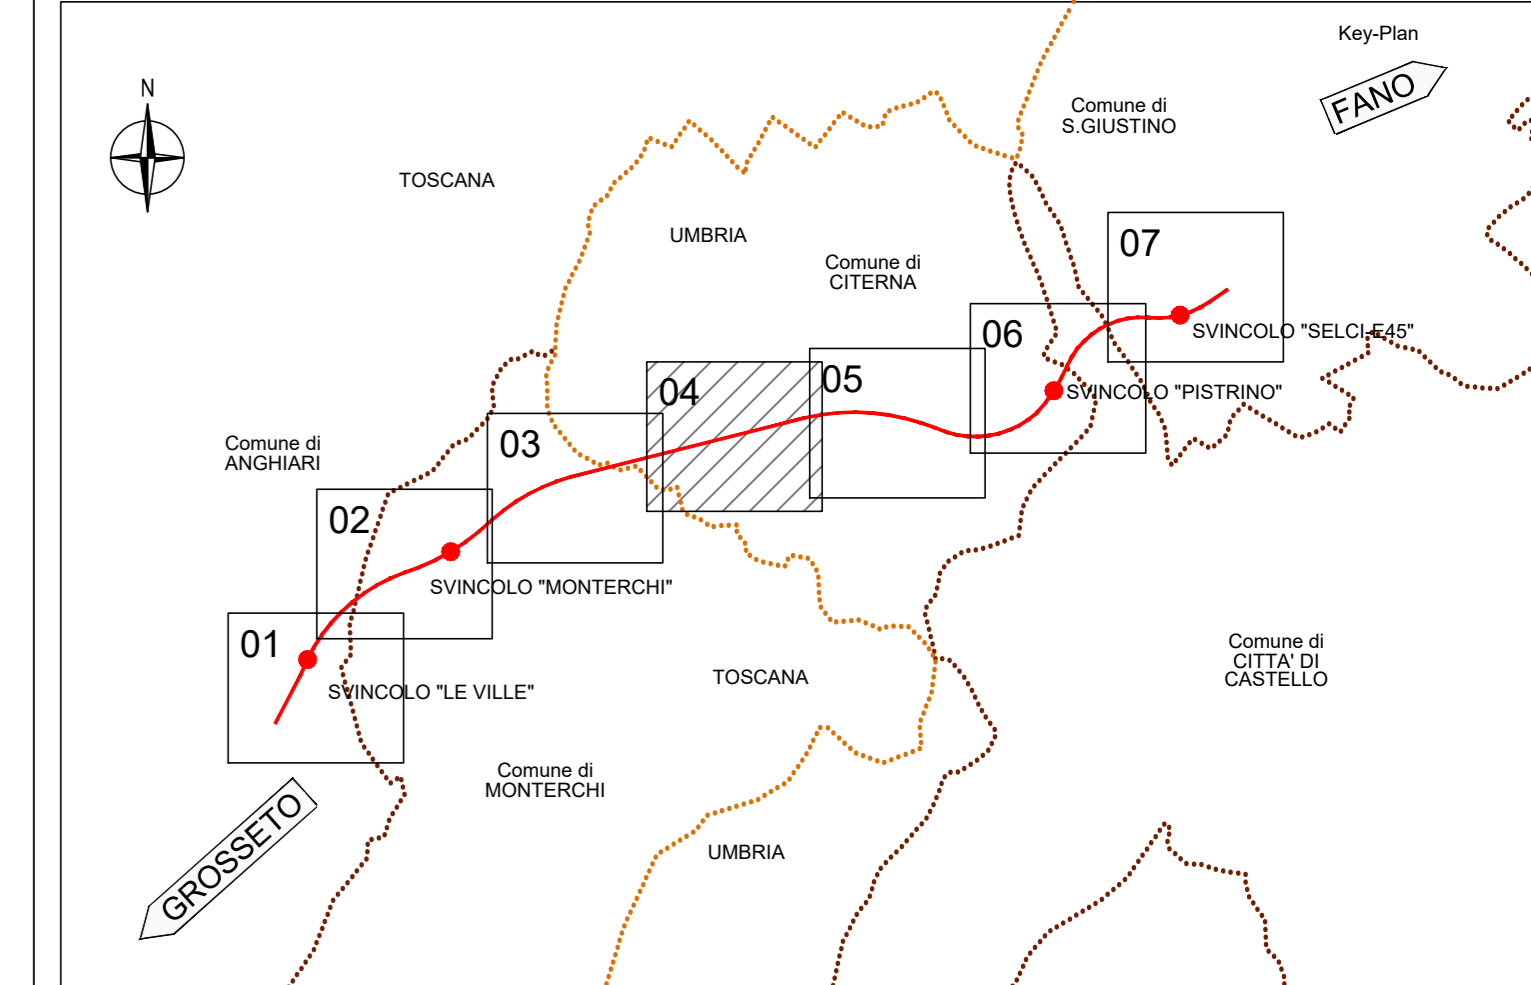 Key-Plan
N
FANO
Comune di
S.GIUSTINO
TOSCANA
UMBRIA
07
Comune di
CITERNA
06
SVINCOLO "SELCI-E45"
04
05
SVINCOLO "PISTRINO"
03
Comune di
ANGHIARI
02
SVINCOLO "MONTERCHI"
01
SVINCOLO "LE VILLE"
TOSCANA
Comune di
CITTA' DI
CASTELLO
Comune di
MONTERCHI
GROSSETO
UMBRIA